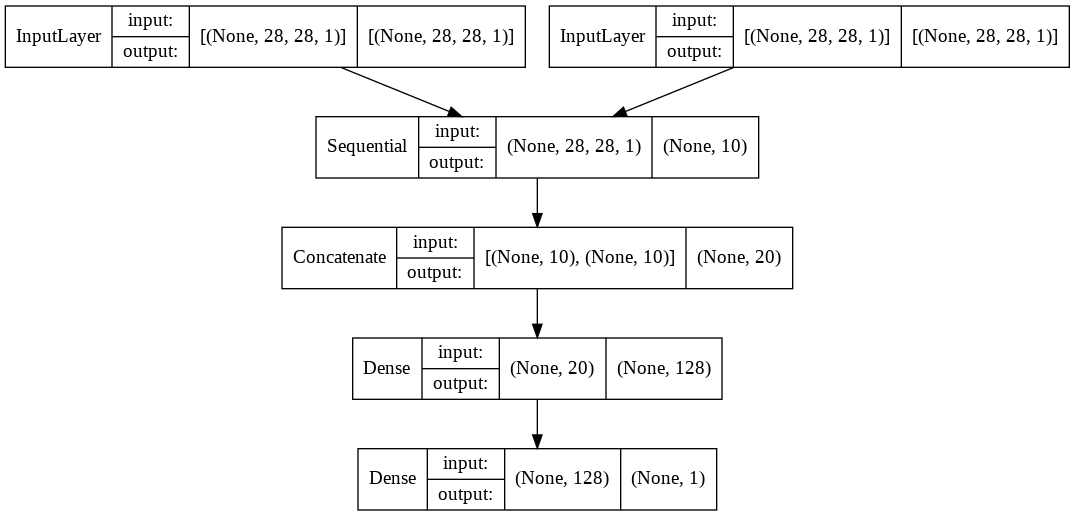 InputLayer input: output: [(None, 28, 28, 1)] [(None, 28, 28, 1)]
InputLayer input: output: [(None, 28, 28, 1)] [(None, 28, 28, 1)]
Sequential input: output: (None, 28, 28, 1) (None, 10)
Concatenate input: output: [(None, 10), (None, 10)] (None, 20)
Dense input: output: (None, 20) (None, 128)
Dense input: output: (None, 128) (None, 1)